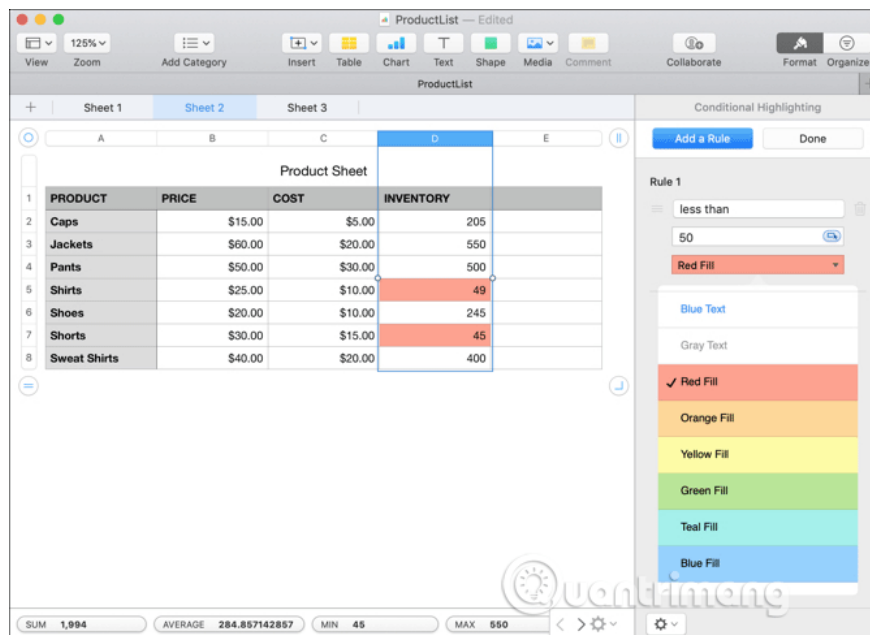 ProductList — Edited
125%
View Zoom Add Category Insert Table Chart Text Shape Media Comment Collaborate Format Organize
ProductList
+ Sheet 1 Sheet 2 Sheet 3
Conditional Highlighting
Add a Rule Done
A B C D E
Product Sheet
1 PRODUCT PRICE COST INVENTORY
2 Caps $15.00 $5.00 205
3 Jackets $60.00 $20.00 550
4 Pants $50.00 $30.00 500
5 Shirts $25.00 $10.00 49
6 Shoes $20.00 $10.00 245
7 Shorts $30.00 $15.00 45
8 Sweat Shirts $40.00 $20.00 400
Rule 1
less than
50
Red Fill
Blue Text
Gray Text
✓ Red Fill
Orange Fill
Yellow Fill
Green Fill
Teal Fill
Blue Fill
Quantrimang
SUM 1,994 AVERAGE 284.857142857 MIN 45 MAX 550